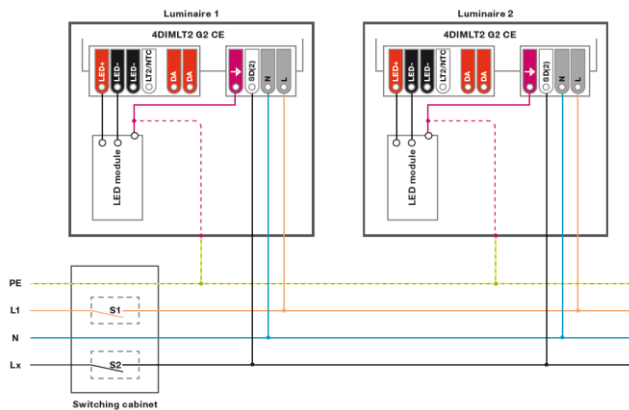 Luminaire 1
4DIMLT2 G2 CE
LED+
LED-
LED-
LT2/NTC
DA
DA
SD(2)
N
L
LED module
Luminaire 2
4DIMLT2 G2 CE
LED+
LED-
LED-
LT2/NTC
DA
DA
SD(2)
N
L
LED module
PE
L1
S1
N
Lx
S2
Switching cabinet